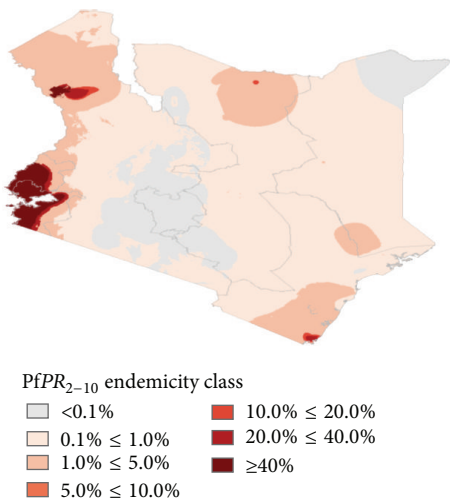 PfPR2–10 endemicity class
<0.1%
0.1% ≤ 1.0%
1.0% ≤ 5.0%
5.0% ≤ 10.0%
10.0% ≤ 20.0%
20.0% ≤ 40.0%
≥40%